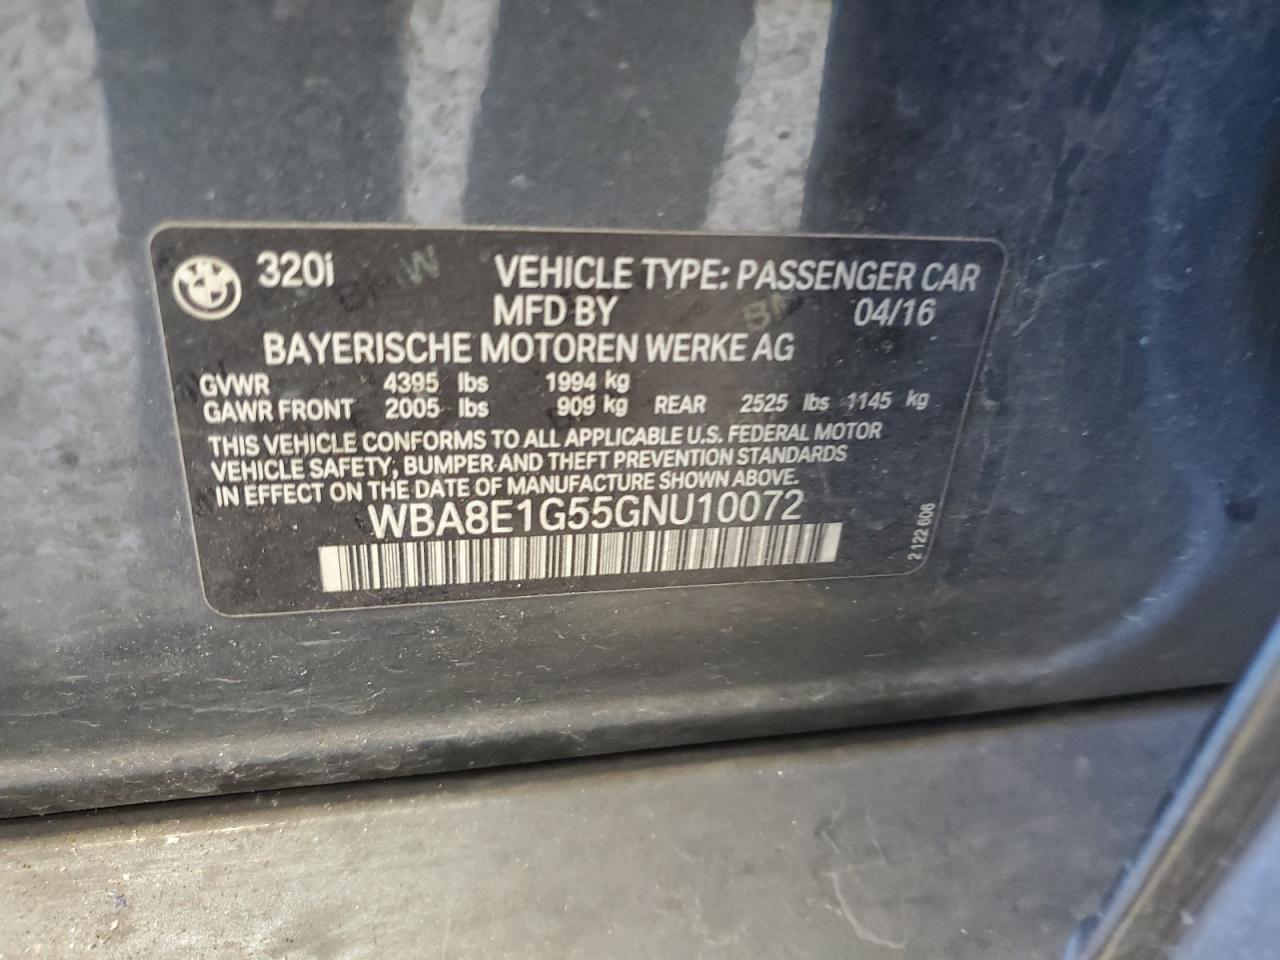 320i VEHICLE TYPE: PASSENGER CAR
MFD BY 04/16
BAYERISCHE MOTOREN WERKE AG
GVWR 4395 lbs 1994 kg
GAWR FRONT 2005 lbs 909 kg REAR 2525 lbs 1145 kg
THIS VEHICLE CONFORMS TO ALL APPLICABLE U.S. FEDERAL MOTOR
VEHICLE SAFETY, BUMPER AND THEFT PREVENTION STANDARDS
IN EFFECT ON THE DATE OF MANUFACTURE SHOWN ABOVE.
WBA8E1G55GNU10072
2 122 606